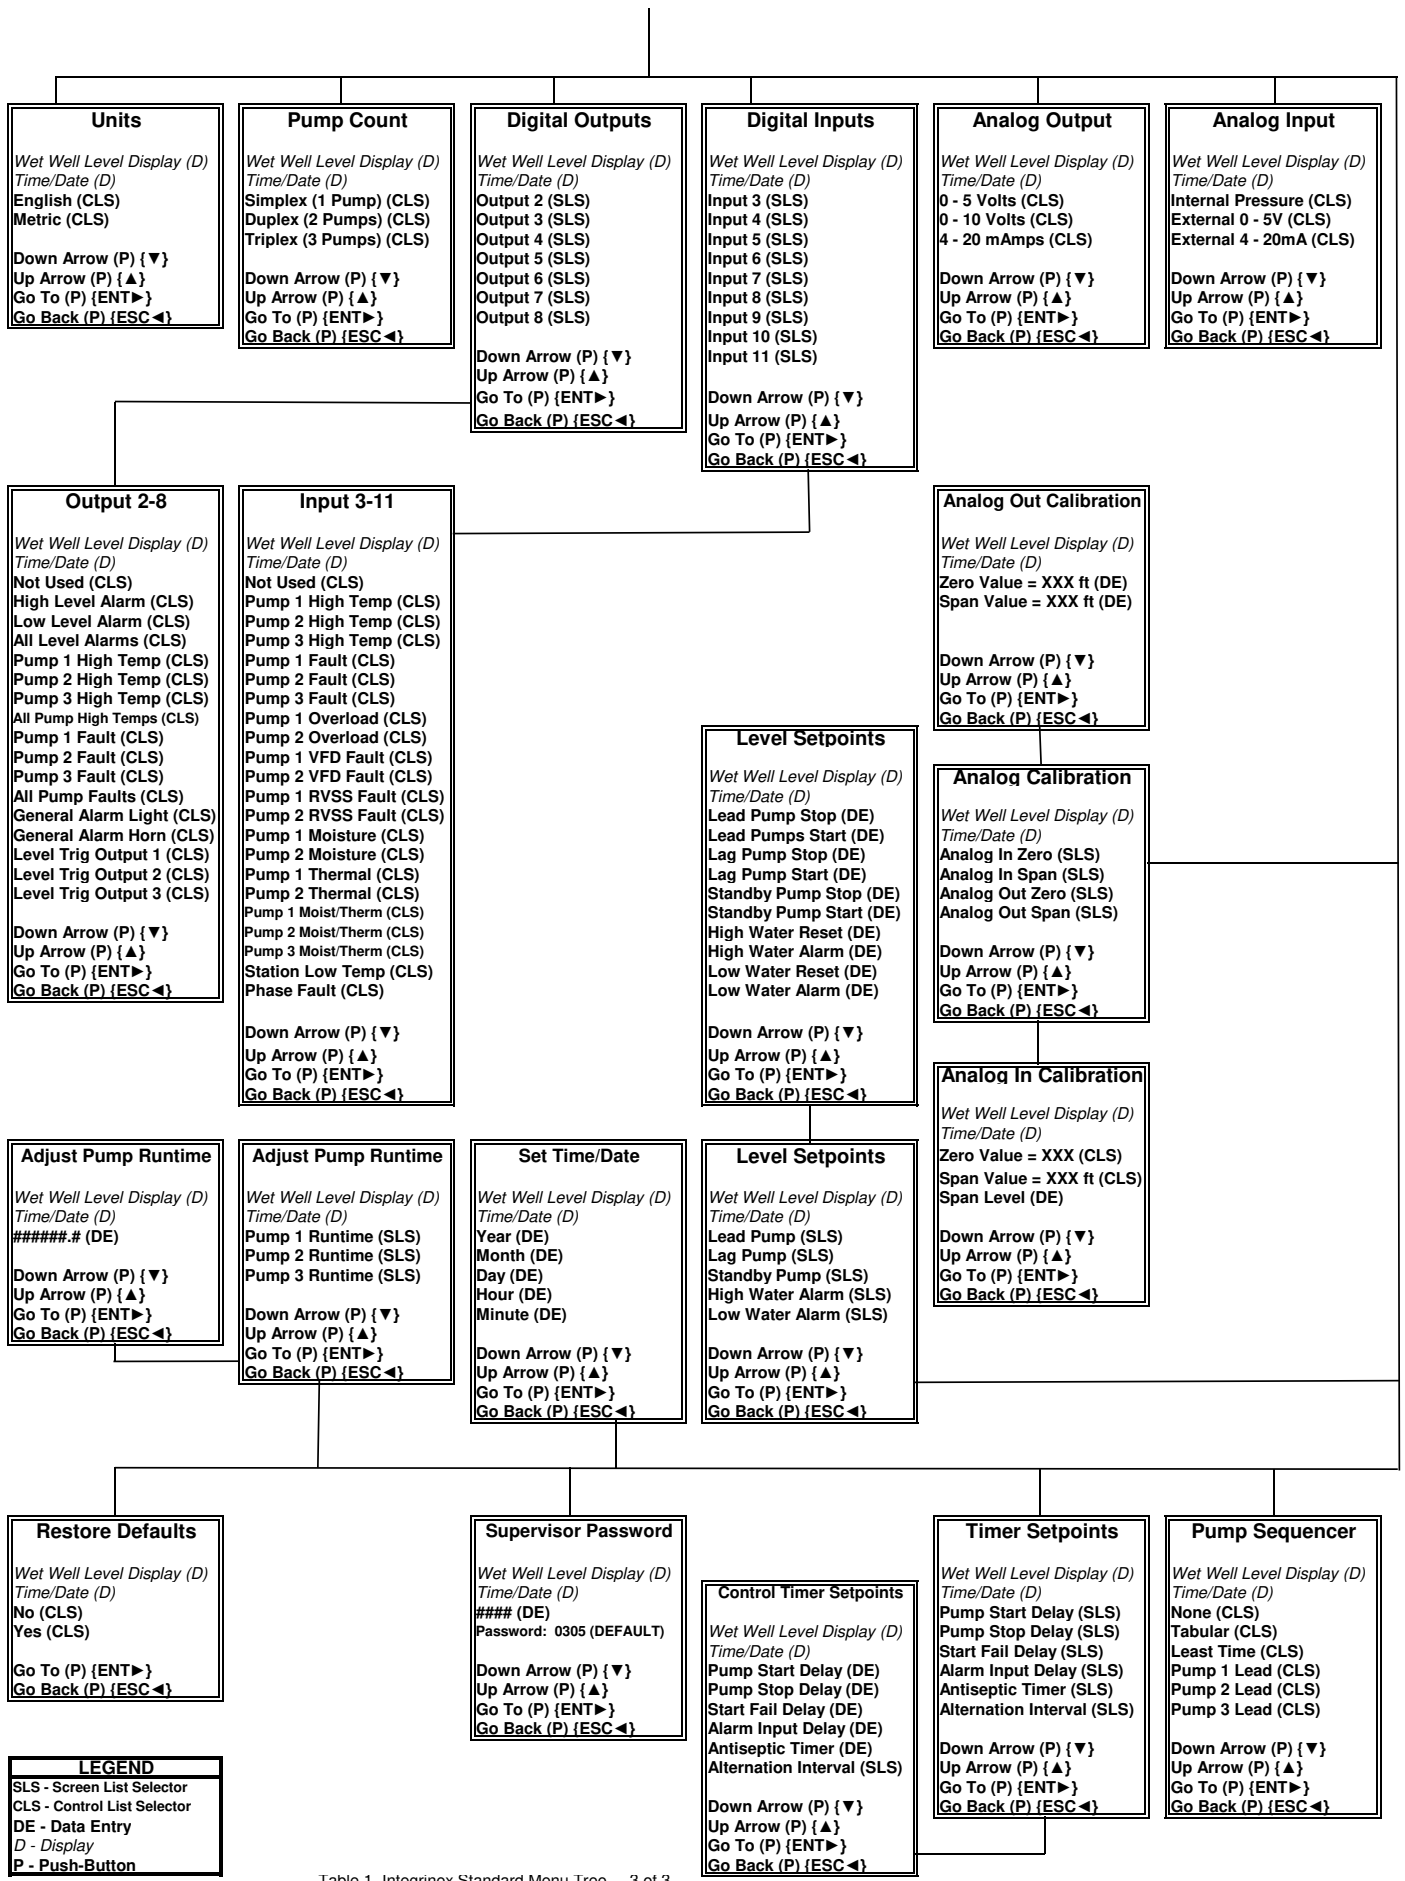 Units
Wet Well Level Display (D)
Time/Date (D)
English (CLS)
Metric (CLS)
Down Arrow (P) {▼}
Up Arrow (P) {▲}
Go To (P) {ENT►}
Go Back (P) {ESC◄}
Pump Count
Wet Well Level Display (D)
Time/Date (D)
Simplex (1 Pump) (CLS)
Duplex (2 Pumps) (CLS)
Triplex (3 Pumps) (CLS)
Down Arrow (P) {▼}
Up Arrow (P) {▲}
Go To (P) {ENT►}
Go Back (P) {ESC◄}
Digital Outputs
Wet Well Level Display (D)
Time/Date (D)
Output 2 (SLS)
Output 3 (SLS)
Output 4 (SLS)
Output 5 (SLS)
Output 6 (SLS)
Output 7 (SLS)
Output 8 (SLS)
Down Arrow (P) {▼}
Up Arrow (P) {▲}
Go To (P) {ENT►}
Go Back (P) {ESC◄}
Digital Inputs
Wet Well Level Display (D)
Time/Date (D)
Input 3 (SLS)
Input 4 (SLS)
Input 5 (SLS)
Input 6 (SLS)
Input 7 (SLS)
Input 8 (SLS)
Input 9 (SLS)
Input 10 (SLS)
Input 11 (SLS)
Down Arrow (P) {▼}
Up Arrow (P) {▲}
Go To (P) {ENT►}
Go Back (P) {ESC◄}
Analog Output
Wet Well Level Display (D)
Time/Date (D)
0 - 5 Volts (CLS)
0 - 10 Volts (CLS)
4 - 20 mAmps (CLS)
Down Arrow (P) {▼}
Up Arrow (P) {▲}
Go To (P) {ENT►}
Go Back (P) {ESC◄}
Analog Input
Wet Well Level Display (D)
Time/Date (D)
Internal Pressure (CLS)
External 0 - 5V (CLS)
External 4 - 20mA (CLS)
Down Arrow (P) {▼}
Up Arrow (P) {▲}
Go To (P) {ENT►}
Go Back (P) {ESC◄}
Output 2-8
Wet Well Level Display (D)
Time/Date (D)
Not Used (CLS)
High Level Alarm (CLS)
Low Level Alarm (CLS)
All Level Alarms (CLS)
Pump 1 High Temp (CLS)
Pump 2 High Temp (CLS)
Pump 3 High Temp (CLS)
All Pump High Temps (CLS)
Pump 1 Fault (CLS)
Pump 2 Fault (CLS)
Pump 3 Fault (CLS)
All Pump Faults (CLS)
General Alarm Light (CLS)
General Alarm Horn (CLS)
Level Trig Output 1 (CLS)
Level Trig Output 2 (CLS)
Level Trig Output 3 (CLS)
Down Arrow (P) {▼}
Up Arrow (P) {▲}
Go To (P) {ENT►}
Go Back (P) {ESC◄}
Input 3-11
Wet Well Level Display (D)
Time/Date (D)
Not Used (CLS)
Pump 1 High Temp (CLS)
Pump 2 High Temp (CLS)
Pump 3 High Temp (CLS)
Pump 1 Fault (CLS)
Pump 2 Fault (CLS)
Pump 3 Fault (CLS)
Pump 1 Overload (CLS)
Pump 2 Overload (CLS)
Pump 1 VFD Fault (CLS)
Pump 2 VFD Fault (CLS)
Pump 1 RVSS Fault (CLS)
Pump 2 RVSS Fault (CLS)
Pump 1 Moisture (CLS)
Pump 2 Moisture (CLS)
Pump 1 Thermal (CLS)
Pump 2 Thermal (CLS)
Pump 1 Moist/Therm (CLS)
Pump 2 Moist/Therm (CLS)
Pump 3 Moist/Therm (CLS)
Station Low Temp (CLS)
Phase Fault (CLS)
Down Arrow (P) {▼}
Up Arrow (P) {▲}
Go To (P) {ENT►}
Go Back (P) {ESC◄}
Level Setpoints
Wet Well Level Display (D)
Time/Date (D)
Lead Pump Stop (DE)
Lead Pumps Start (DE)
Lag Pump Stop (DE)
Lag Pump Start (DE)
Standby Pump Stop (DE)
Standby Pump Start (DE)
High Water Reset (DE)
High Water Alarm (DE)
Low Water Reset (DE)
Low Water Alarm (DE)
Down Arrow (P) {▼}
Up Arrow (P) {▲}
Go To (P) {ENT►}
Go Back (P) {ESC◄}
Analog Out Calibration
Wet Well Level Display (D)
Time/Date (D)
Zero Value = XXX ft (DE)
Span Value = XXX ft (DE)
Down Arrow (P) {▼}
Up Arrow (P) {▲}
Go To (P) {ENT►}
Go Back (P) {ESC◄}
Analog Calibration
Wet Well Level Display (D)
Time/Date (D)
Analog In Zero (SLS)
Analog In Span (SLS)
Analog Out Zero (SLS)
Analog Out Span (SLS)
Down Arrow (P) {▼}
Up Arrow (P) {▲}
Go To (P) {ENT►}
Go Back (P) {ESC◄}
Analog In Calibration
Wet Well Level Display (D)
Time/Date (D)
Zero Value = XXX (CLS)
Span Value = XXX ft (CLS)
Span Level (DE)
Down Arrow (P) {▼}
Up Arrow (P) {▲}
Go To (P) {ENT►}
Go Back (P) {ESC◄}
Adjust Pump Runtime
Wet Well Level Display (D)
Time/Date (D)
######.# (DE)
Down Arrow (P) {▼}
Up Arrow (P) {▲}
Go To (P) {ENT►}
Go Back (P) {ESC◄}
Adjust Pump Runtime
Wet Well Level Display (D)
Time/Date (D)
Pump 1 Runtime (SLS)
Pump 2 Runtime (SLS)
Pump 3 Runtime (SLS)
Down Arrow (P) {▼}
Up Arrow (P) {▲}
Go To (P) {ENT►}
Go Back (P) {ESC◄}
Set Time/Date
Wet Well Level Display (D)
Time/Date (D)
Year (DE)
Month (DE)
Day (DE)
Hour (DE)
Minute (DE)
Down Arrow (P) {▼}
Up Arrow (P) {▲}
Go To (P) {ENT►}
Go Back (P) {ESC◄}
Level Setpoints
Wet Well Level Display (D)
Time/Date (D)
Lead Pump (SLS)
Lag Pump (SLS)
Standby Pump (SLS)
High Water Alarm (SLS)
Low Water Alarm (SLS)
Down Arrow (P) {▼}
Up Arrow (P) {▲}
Go To (P) {ENT►}
Go Back (P) {ESC◄}
Restore Defaults
Wet Well Level Display (D)
Time/Date (D)
No (CLS)
Yes (CLS)
Go To (P) {ENT►}
Go Back (P) {ESC◄}
Supervisor Password
Wet Well Level Display (D)
Time/Date (D)
#### (DE)
Password: 0305 (DEFAULT)
Down Arrow (P) {▼}
Up Arrow (P) {▲}
Go To (P) {ENT►}
Go Back (P) {ESC◄}
Control Timer Setpoints
Wet Well Level Display (D)
Time/Date (D)
Pump Start Delay (DE)
Pump Stop Delay (DE)
Start Fail Delay (DE)
Alarm Input Delay (DE)
Antiseptic Timer (DE)
Alternation Interval (SLS)
Down Arrow (P) {▼}
Up Arrow (P) {▲}
Go To (P) {ENT►}
Go Back (P) {ESC◄}
Timer Setpoints
Wet Well Level Display (D)
Time/Date (D)
Pump Start Delay (SLS)
Pump Stop Delay (SLS)
Start Fail Delay (SLS)
Alarm Input Delay (SLS)
Antiseptic Timer (SLS)
Alternation Interval (SLS)
Down Arrow (P) {▼}
Up Arrow (P) {▲}
Go To (P) {ENT►}
Go Back (P) {ESC◄}
Pump Sequencer
Wet Well Level Display (D)
Time/Date (D)
None (CLS)
Tabular (CLS)
Least Time (CLS)
Pump 1 Lead (CLS)
Pump 2 Lead (CLS)
Pump 3 Lead (CLS)
Down Arrow (P) {▼}
Up Arrow (P) {▲}
Go To (P) {ENT►}
Go Back (P) {ESC◄}
LEGEND
SLS - Screen List Selector
CLS - Control List Selector
DE - Data Entry
D - Display
P - Push-Button
Table 1. Integrinex Standard Menu Tree 3 of 3